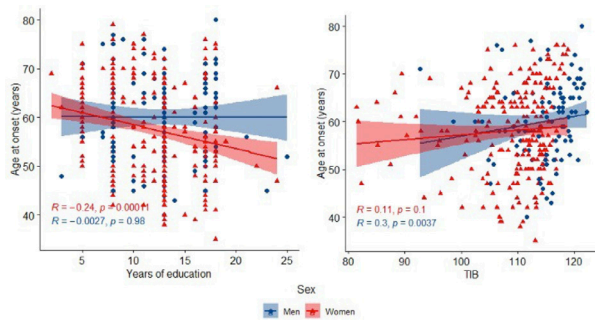 80
70
60
50
40
Age at onset (years)
R = −0.24, p = 0.00011
R = −0.0027, p = 0.98
5
10
15
20
25
Years of education
80
70
60
50
40
Age at onset (years)
R = 0.11, p = 0.1
R = 0.3, p = 0.0037
80
90
100
110
120
TIB
Sex
Men
Women